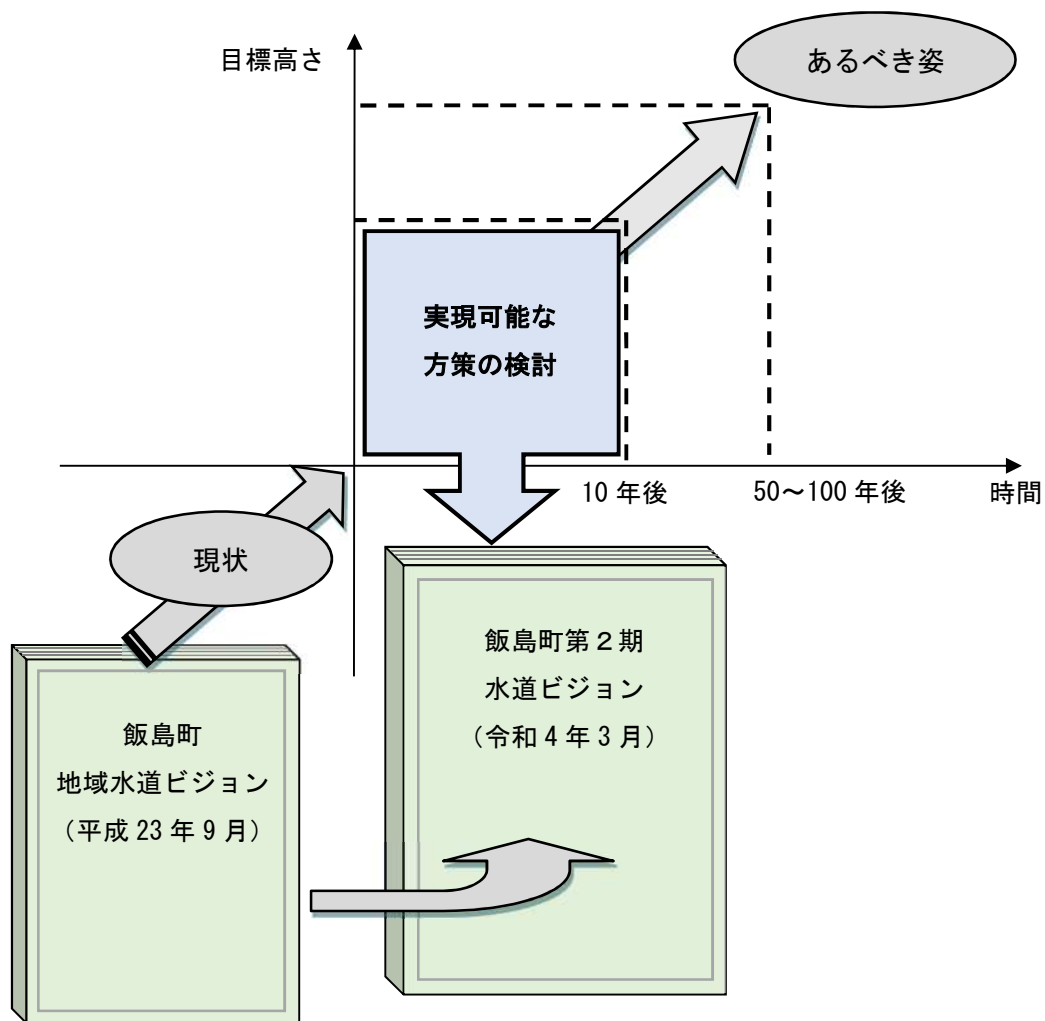 目標高さ
あるべき姿
実現可能な
方策の検討
10 年後
50～100 年後
時間
現状
飯島町第２期
水道ビジョン
（令和 4 年 3 月）
飯島町
地域水道ビジョン
（平成 23 年 9 月）